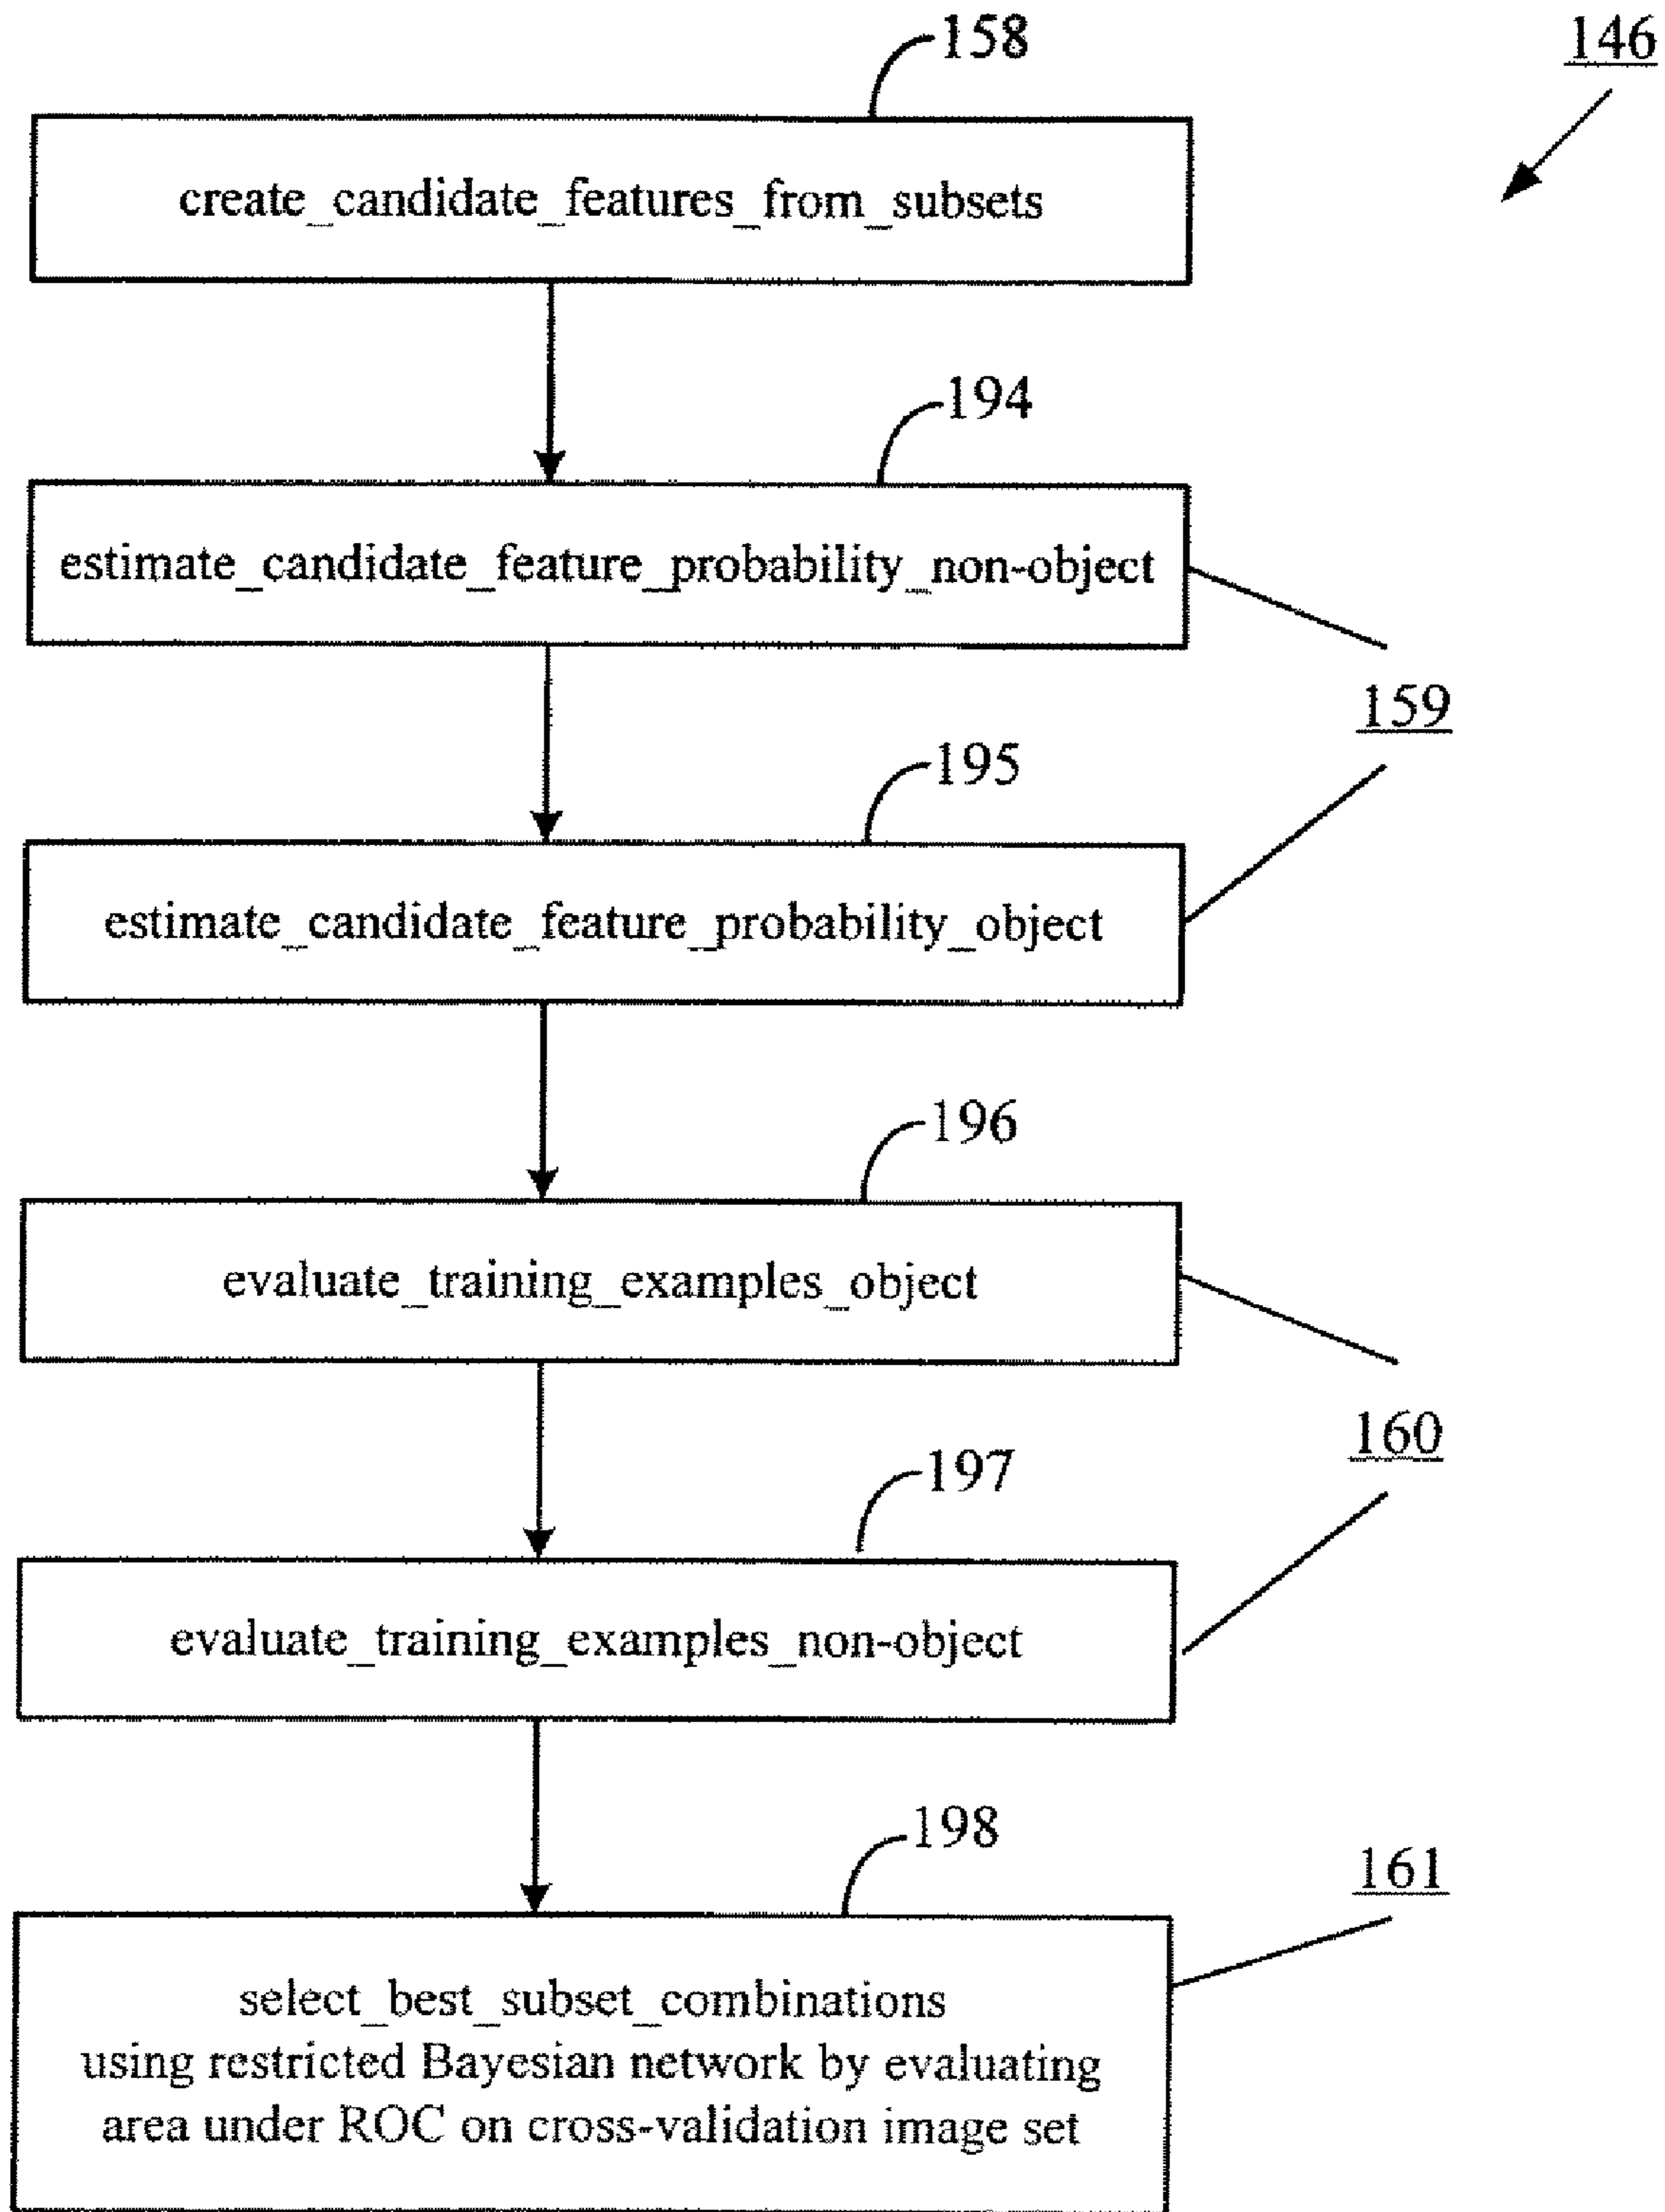 158
146
create_candidate_features_from_subsets
194
estimate_candidate_feature_probability_non-object
159
195
estimate_candidate_feature_probability_object
196
evaluate_training_examples_object
160
197
evaluate_training_examples_non-object
198
161
select_best_subset_combinations
using restricted Bayesian network by evaluating
area under ROC on cross-validation image set